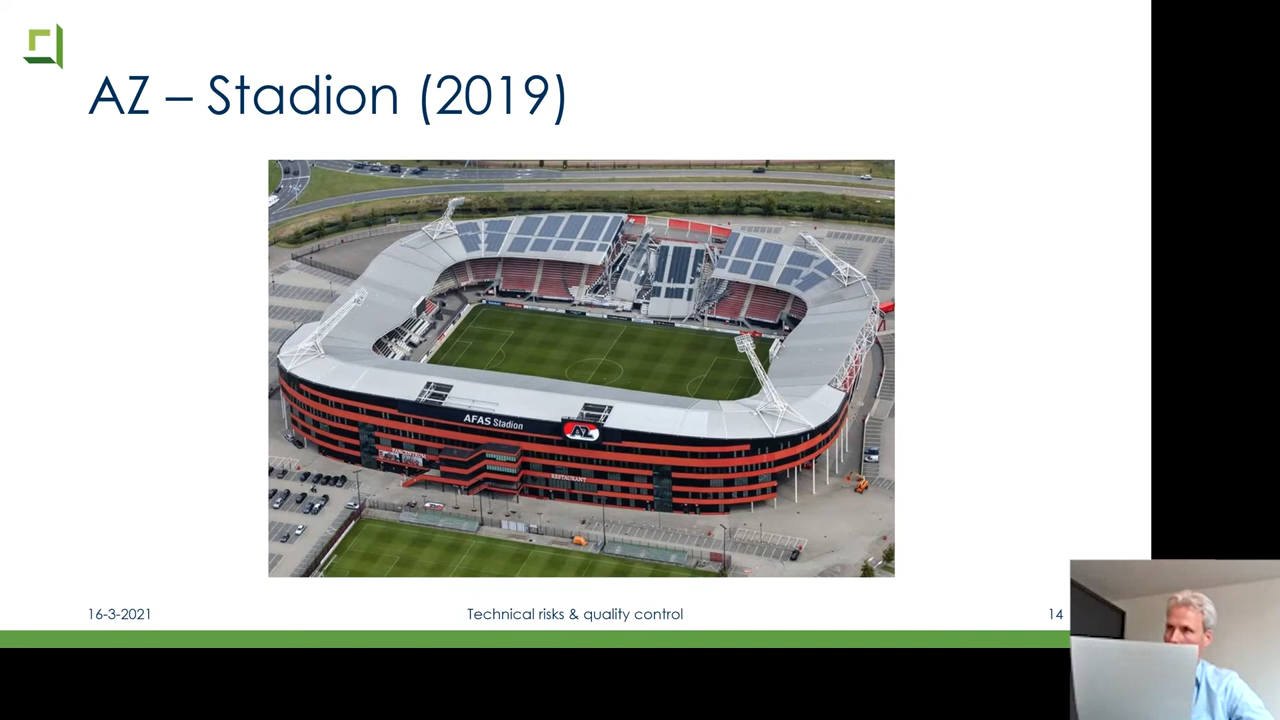 AZ – Stadion (2019)
AFAS Stadion
AZ
RESTAURANT
16-3-2021
Technical risks & quality control
14